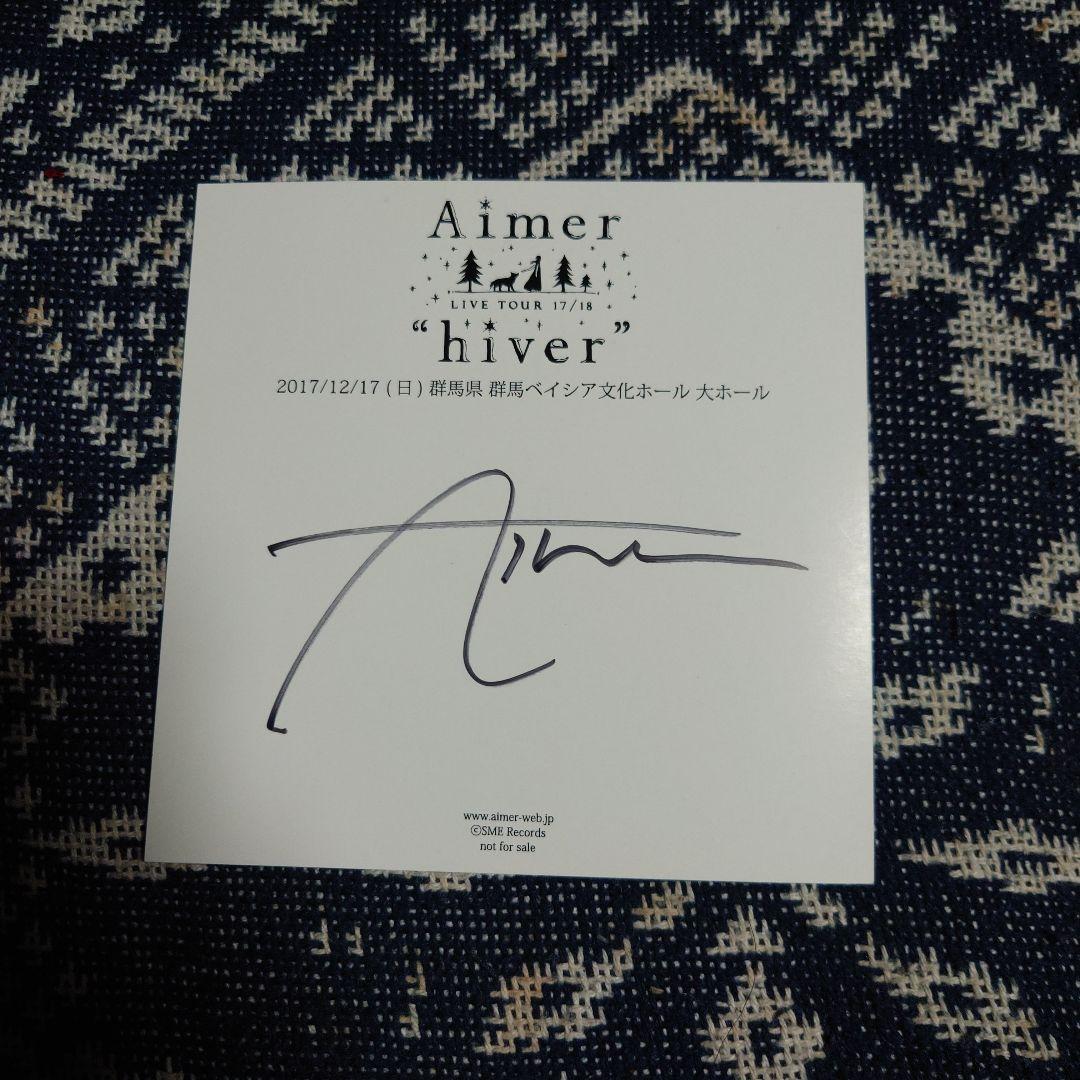 Aimer
LIVE TOUR 17/18
“hiver”
2017/12/17 (日) 群馬県 群馬ベイシア文化ホール 大ホール
Aimer
www.aimer-web.jp
©SME Records
not for sale